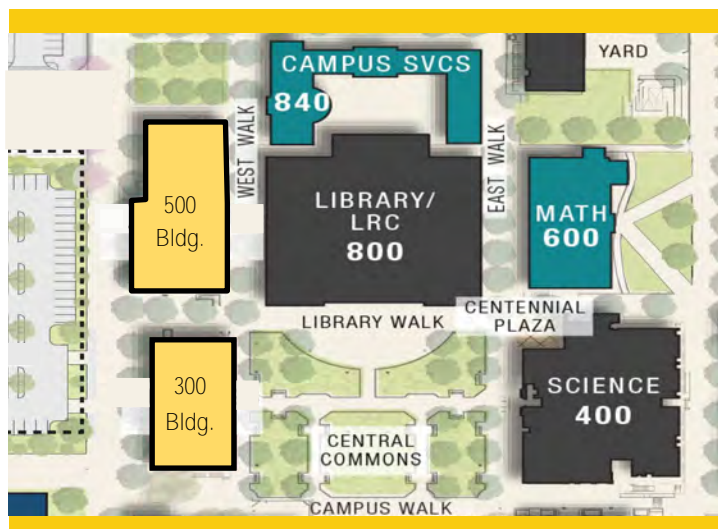 YARD
CAMPUS SVCS
840
WEST WALK
EAST WALK
500
Bldg.
LIBRARY/
LRC
800
MATH
600
CENTENNIAL
PLAZA
LIBRARY WALK
300
Bldg.
SCIENCE
400
CENTRAL
COMMONS
CAMPUS WALK